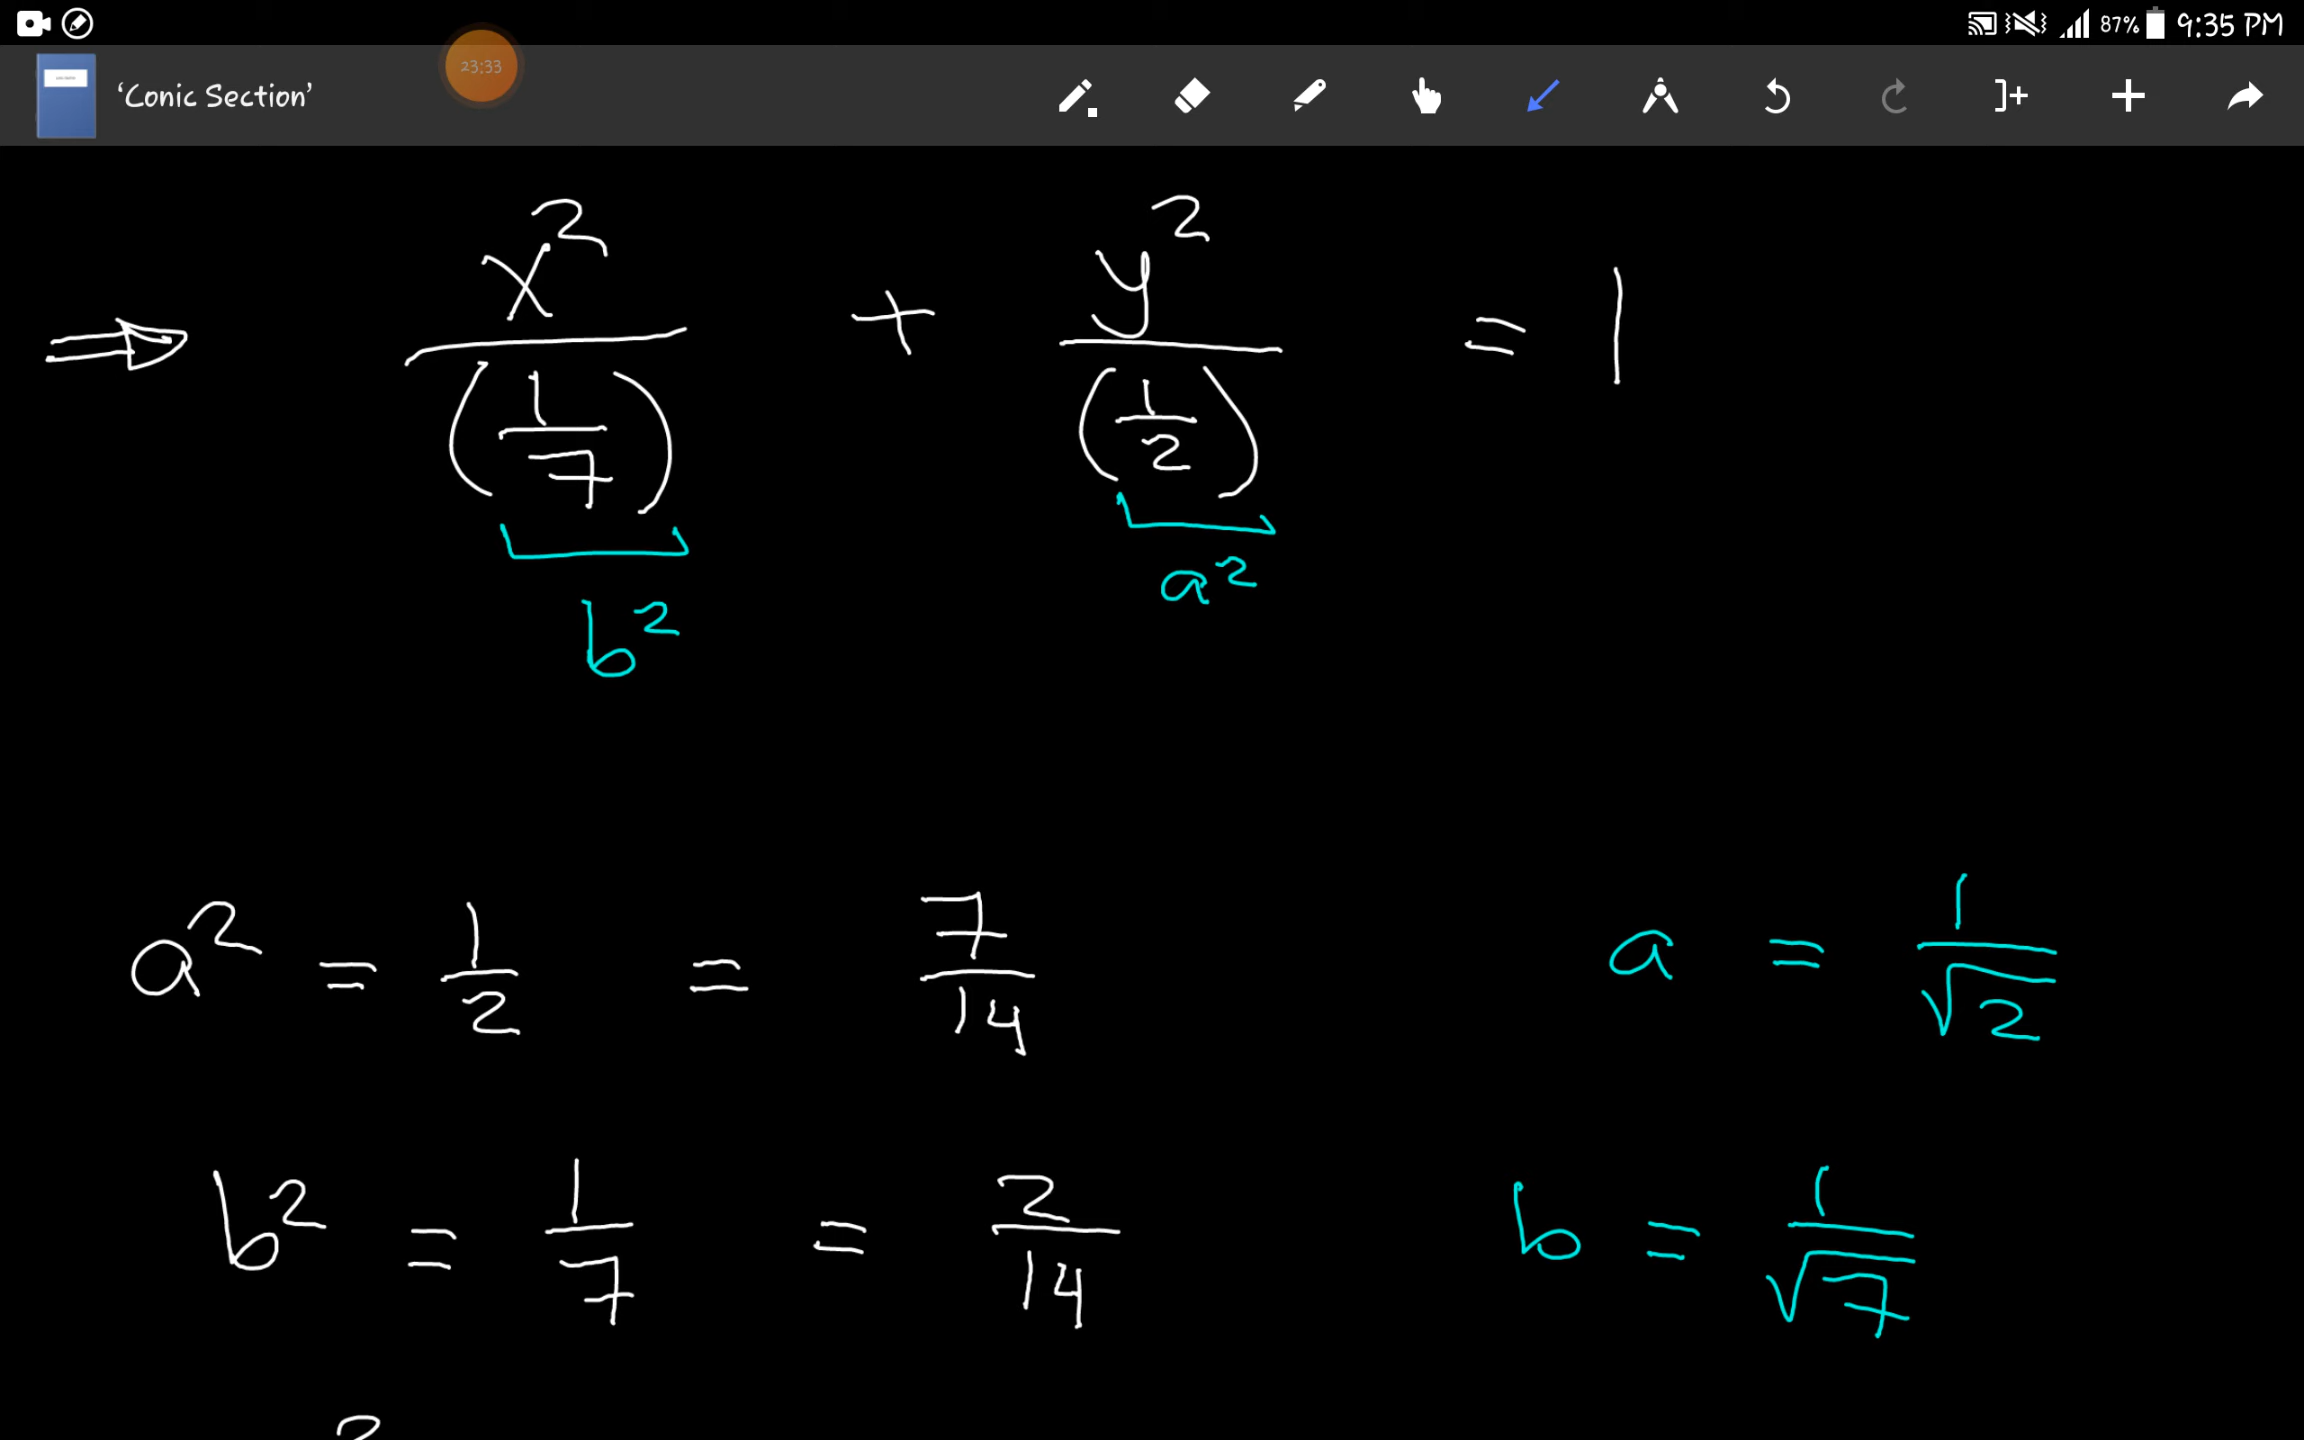 87% 9:35 PM
23:33
'Conic Section'
⇒ x²/(1/7) + y²/(1/2) = 1
b² a²
a² = 1/2 = 7/14 a = 1/√2
b² = 1/7 = 2/14 b = 1/√7